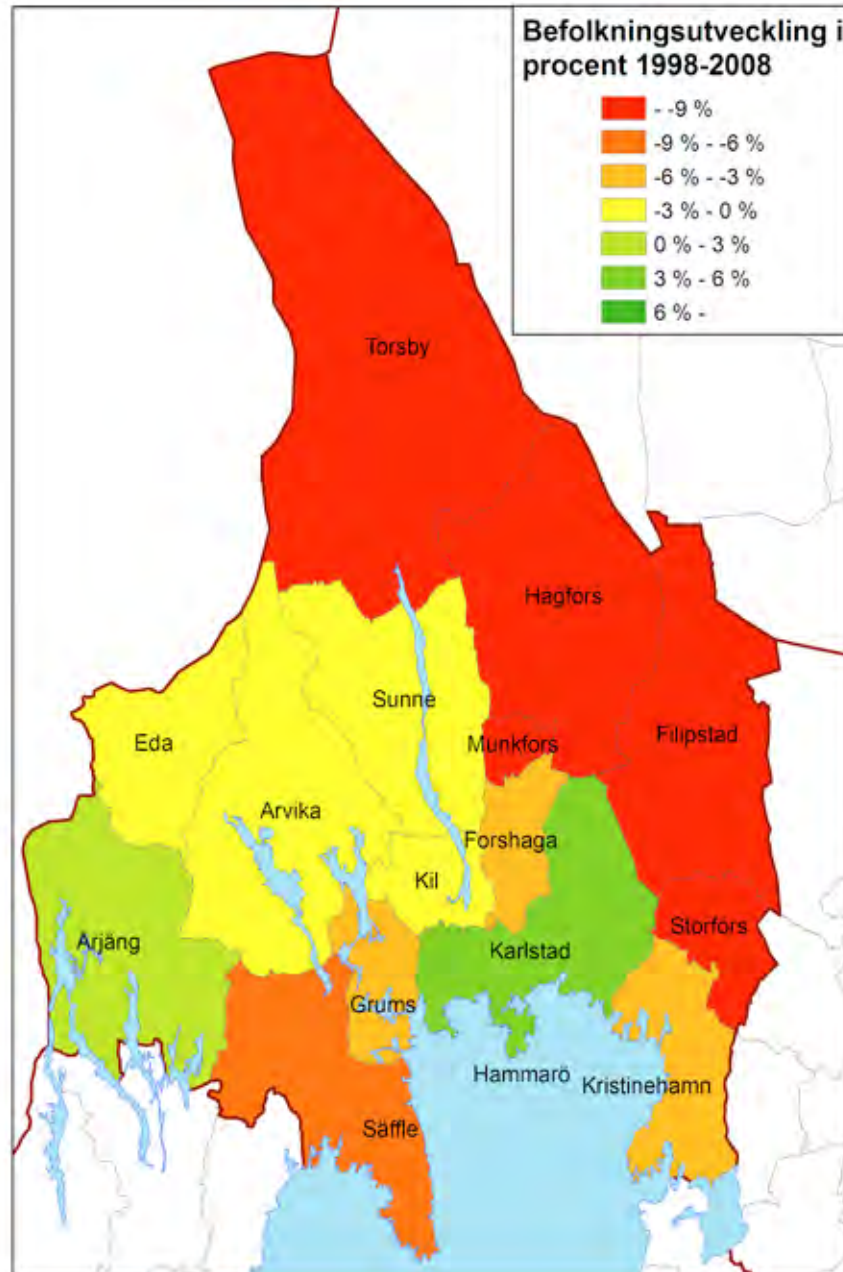 Befolkningsutveckling i
procent 1998-2008
- -9 %
-9 % - -6 %
-6 % - -3 %
-3 % - 0 %
0 % - 3 %
3 % - 6 %
6 % -
Torsby
Hagfors
Sunne
Eda
Munkfors
Filipstad
Arvika
Forshaga
Kil
Årjäng
Storfors
Karlstad
Grums
Hammarö
Kristinehamn
Säffle